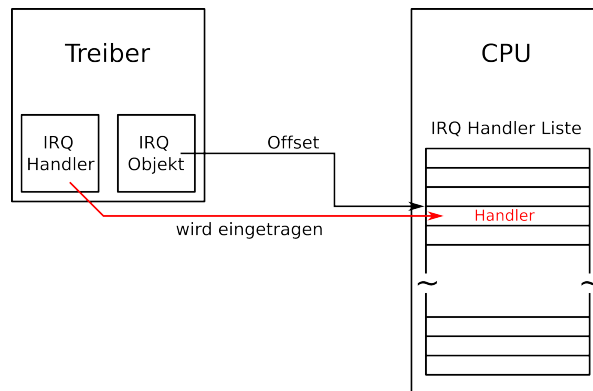 Treiber
CPU
IRQ
Handler
IRQ
Objekt
Offset
IRQ Handler Liste
Handler
wird eingetragen
~
~